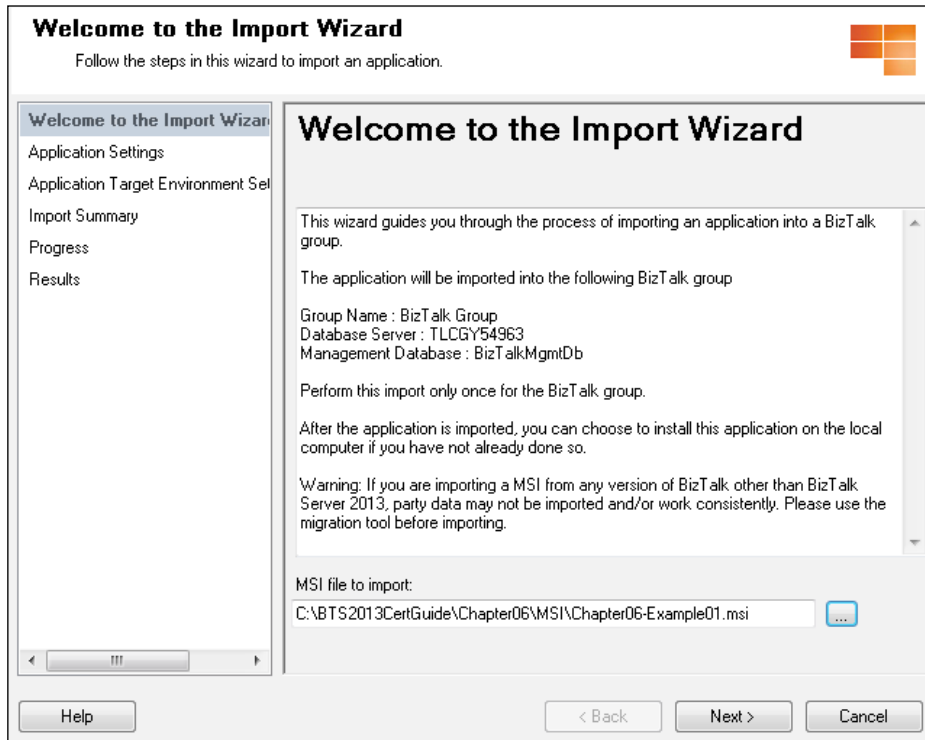 Welcome to the Import Wizard
Follow the steps in this wizard to import an application.
Welcome to the Import Wizar
Application Settings
Application Target Environment Set
Import Summary
Progress
Results
Welcome to the Import Wizard
This wizard guides you through the process of importing an application into a BizTalk
group.
The application will be imported into the following BizTalk group
Group Name : BizTalk Group
Database Server : TLCGY54963
Management Database : BizTalkMgmtDb
Perform this import only once for the BizTalk group.
After the application is imported, you can choose to install this application on the local
computer if you have not already done so.
Warning: If you are importing a MSI from any version of BizTalk other than BizTalk
Server 2013, party data may not be imported and/or work consistently. Please use the
migration tool before importing.
MSI file to import:
C:\BTS2013CertGuide\Chapter06\MSI\Chapter06-Example01.msi
...
Help
< Back
Next >
Cancel